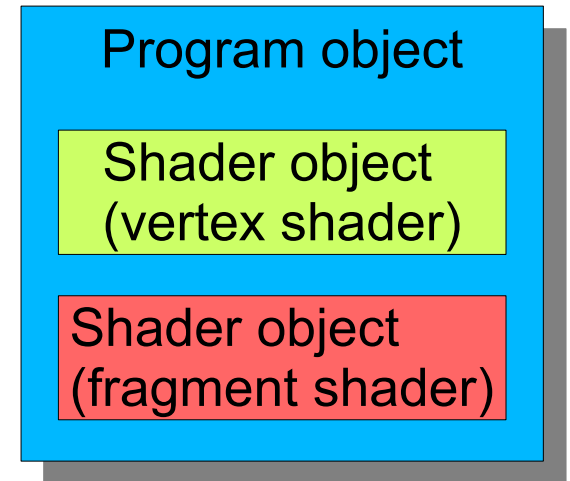 Program object
Shader object
(vertex shader)
Shader object
(fragment shader)